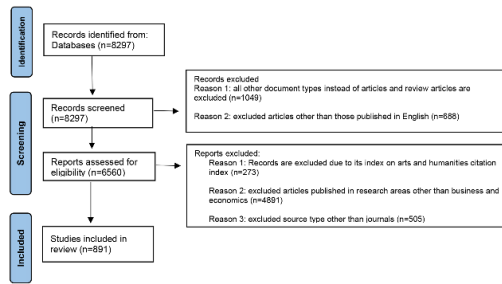 Identification
Records identified from:
Databases (n=8297)
Records excluded
Reason 1: all other document types instead of articles and review articles are
excluded (n=1049)
Reason 2: excluded articles other than those published in English (n=688)
Screening
Records screened
(n=8297)
Reports assessed for
eligibility (n=6560)
Reports excluded:
Reason 1: Records are excluded due to its index on arts and humanities citation
index (n=273)
Reason 2: excluded articles published in research areas other than business and
economics (n=4891)
Reason 3: excluded source type other than journals (n=505)
Included
Studies included in
review (n=891)